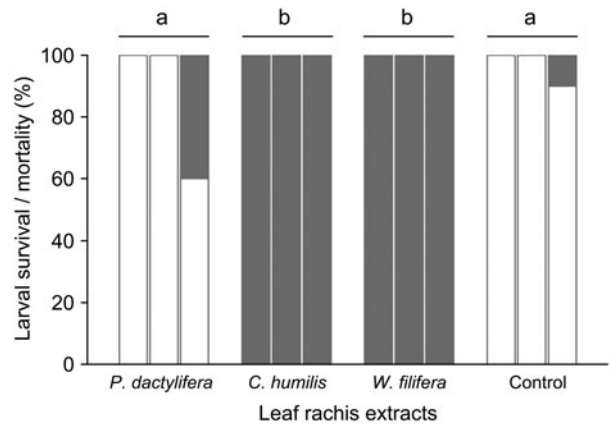 a b b a
Larval survival / mortality (%)
100
80
60
40
20
0
P. dactylifera C. humilis W. filifera Control
Leaf rachis extracts